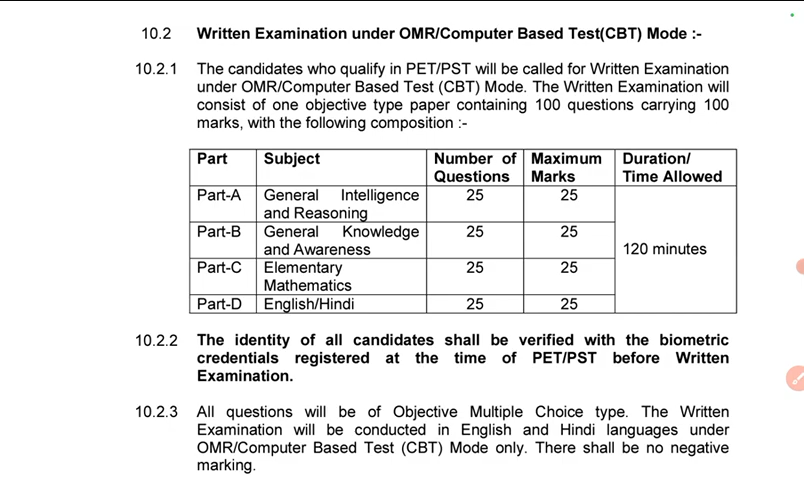 10.2 Written Examination under OMR/Computer Based Test(CBT) Mode :-
10.2.1 The candidates who qualify in PET/PST will be called for Written Examination
under OMR/Computer Based Test (CBT) Mode. The Written Examination will
consist of one objective type paper containing 100 questions carrying 100
marks, with the following composition :-
Part Subject Number of Maximum Duration/
Questions Marks Time Allowed
Part-A General Intelligence 25 25
and Reasoning
Part-B General Knowledge 25 25
and Awareness 120 minutes
Part-C Elementary 25 25
Mathematics
Part-D English/Hindi 25 25
10.2.2 The identity of all candidates shall be verified with the biometric
credentials registered at the time of PET/PST before Written
Examination.
10.2.3 All questions will be of Objective Multiple Choice type. The Written
Examination will be conducted in English and Hindi languages under
OMR/Computer Based Test (CBT) Mode only. There shall be no negative
marking.